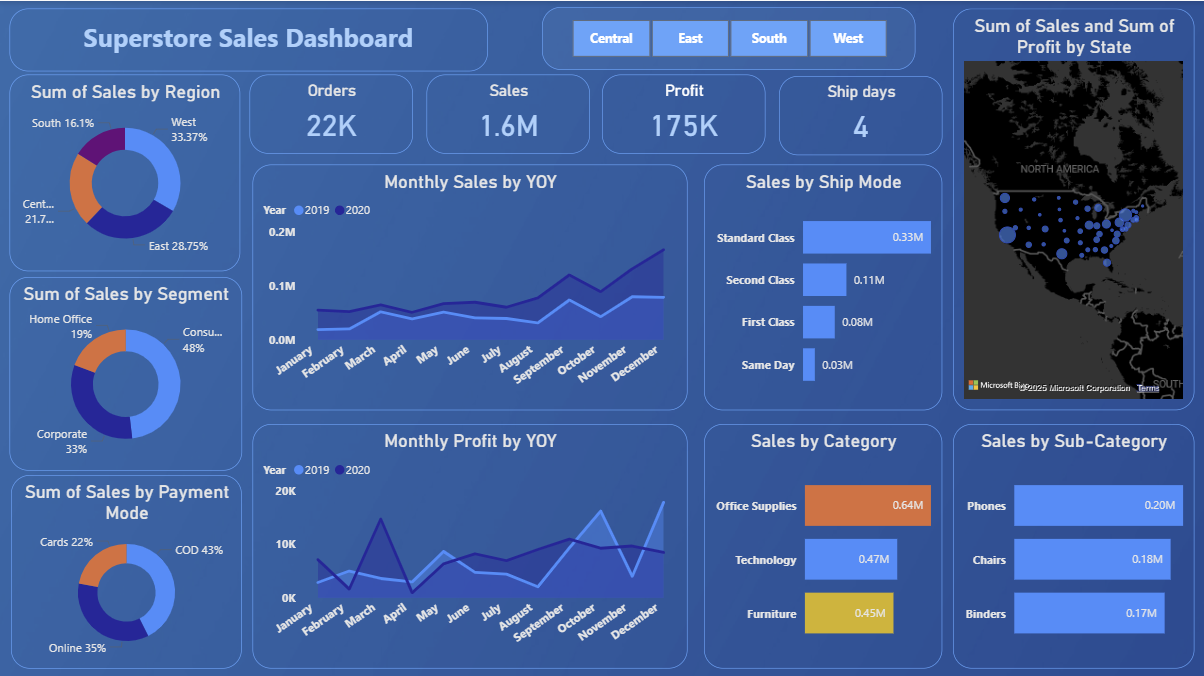 Superstore Sales Dashboard
Central
East
South
West
Sum of Sales by Region
South 16.1%
West
33.37%
Cent...
21.7...
East 28.75%
Orders
22K
Sales
1.6M
Profit
175K
Ship days
4
Sum of Sales and Sum of
Profit by State
NORTH AMERICA
Microsoft Bing
©2025 Microsoft Corporation
Terms
SOUTH
Monthly Sales by YOY
Year
2019
2020
0.2M
0.1M
0.0M
January
February
March
April
May
June
July
August
September
October
November
December
Sales by Ship Mode
Standard Class
0.33M
Second Class
0.11M
First Class
0.08M
Same Day
0.03M
Sum of Sales by Segment
Home Office
19%
Consu...
48%
Corporate
33%
Sum of Sales by Payment
Mode
Cards 22%
COD 43%
Online 35%
Monthly Profit by YOY
Year
2019
2020
20K
10K
0K
January
February
March
April
May
June
July
August
September
October
November
December
Sales by Category
Office Supplies
0.64M
Technology
0.47M
Furniture
0.45M
Sales by Sub-Category
Phones
0.20M
Chairs
0.18M
Binders
0.17M